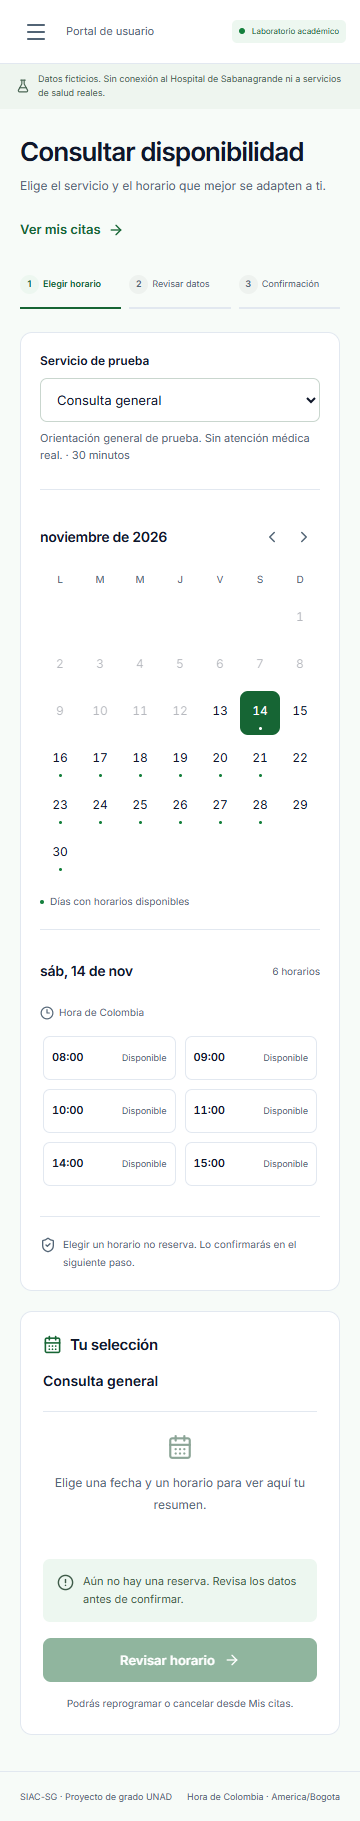 Portal de usuario
Laboratorio académico
Datos ficticios. Sin conexión al Hospital de Sabanagrande ni a servicios
de salud reales.
Consultar disponibilidad
Elige el servicio y el horario que mejor se adapten a ti.
Ver mis citas
1 Elegir horario 2 Revisar datos 3 Confirmación
Servicio de prueba
Consulta general
Orientación general de prueba. Sin atención médica
real. · 30 minutos
noviembre de 2026
L M M J V S D
1
2 3 4 5 6 7 8
9 10 11 12 13 14 15
16 17 18 19 20 21 22
23 24 25 26 27 28 29
30
Días con horarios disponibles
sáb, 14 de nov 6 horarios
Hora de Colombia
08:00 Disponible 09:00 Disponible
10:00 Disponible 11:00 Disponible
14:00 Disponible 15:00 Disponible
Elegir un horario no reserva. Lo confirmarás en el
siguiente paso.
Tu selección
Consulta general
Elige una fecha y un horario para ver aquí tu
resumen.
Aún no hay una reserva. Revisa los datos
antes de confirmar.
Revisar horario
Podrás reprogramar o cancelar desde Mis citas.
SIAC-SG · Proyecto de grado UNAD Hora de Colombia · America/Bogota